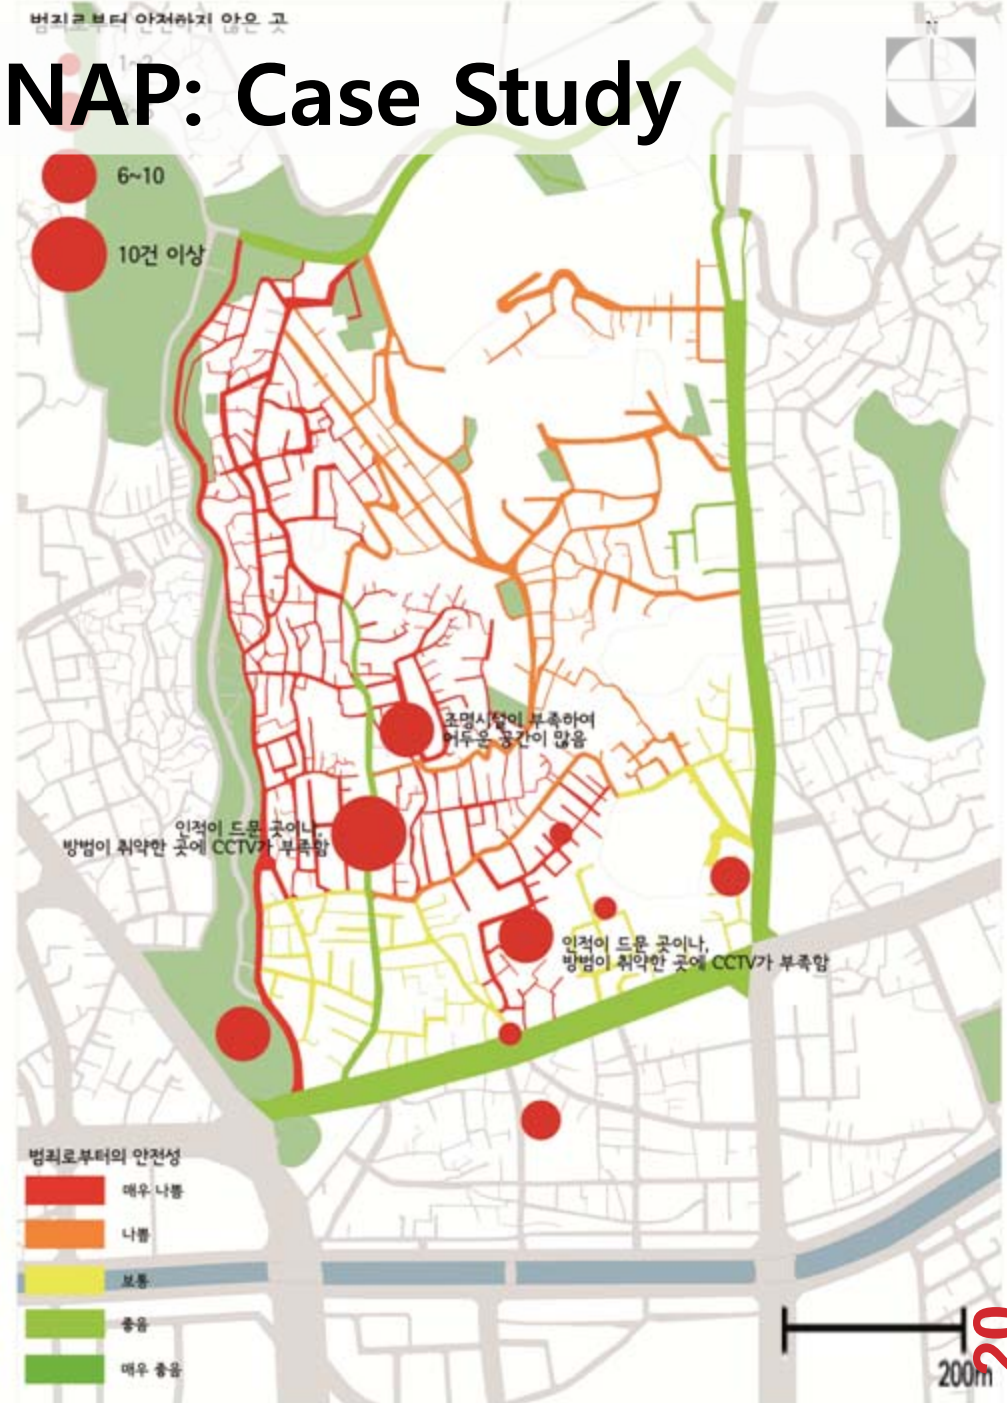 범죄로부터 안전하지 않은 곳
N
NAP: Case Study
6~10
10건 이상
조명시설이 부족하여
어두운 공간이 많음
인적이 드문 곳이나,
방범이 취약한 곳에 CCTV가 부족함
인적이 드문 곳이나,
방범이 취약한 곳에 CCTV가 부족함
범죄로부터의 안전성
매우 나쁨
나쁨
보통
좋음
매우 좋음
200m
20